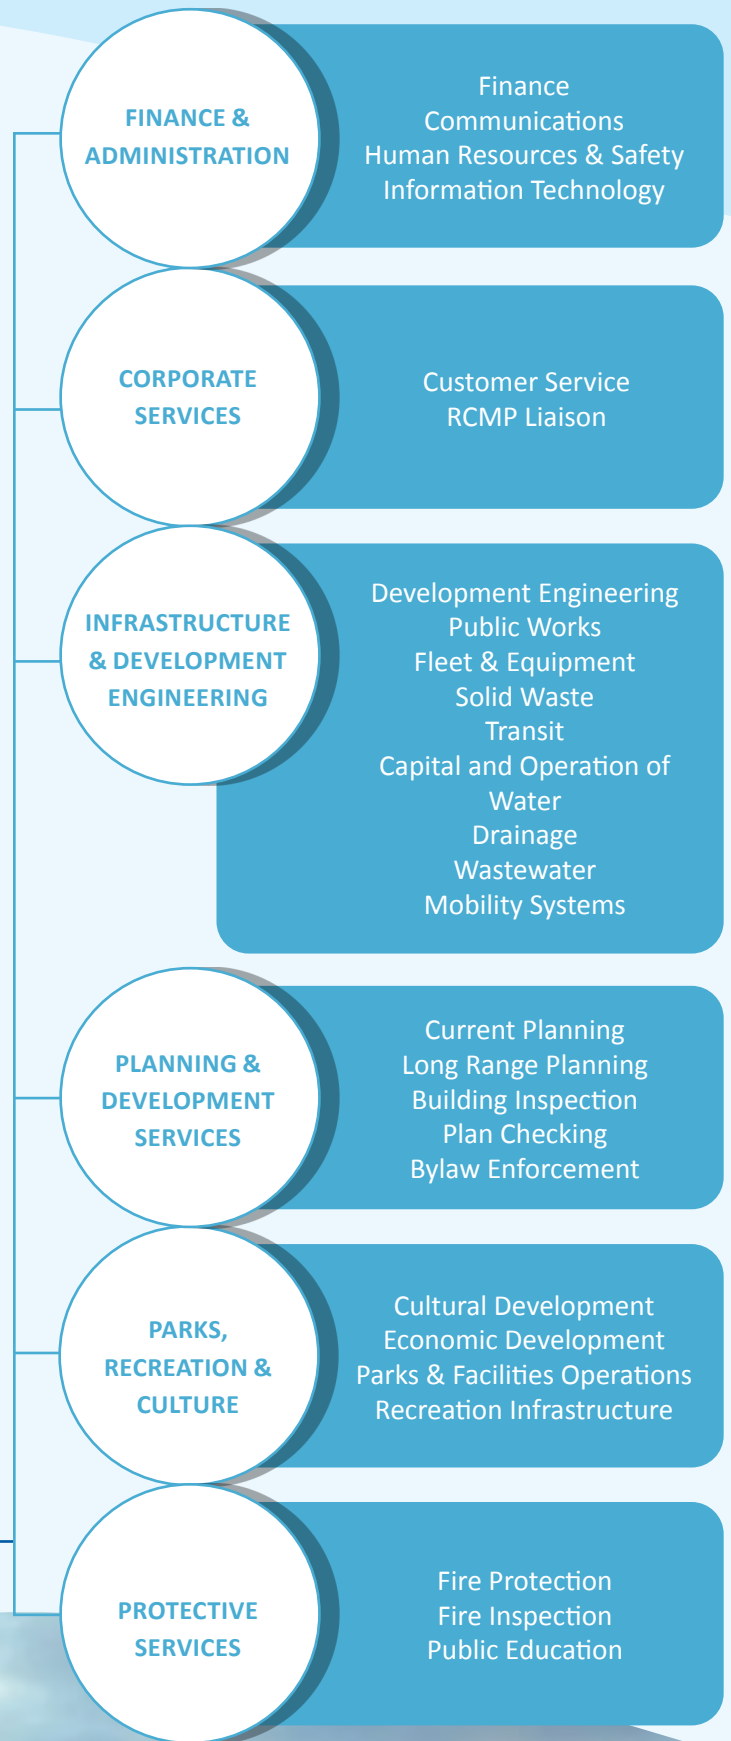 FINANCE &
ADMINISTRATION
Finance
Communications
Human Resources & Safety
Information Technology
CORPORATE
SERVICES
Customer Service
RCMP Liaison
INFRASTRUCTURE
& DEVELOPMENT
ENGINEERING
Development Engineering
Public Works
Fleet & Equipment
Solid Waste
Transit
Capital and Operation of
Water
Drainage
Wastewater
Mobility Systems
PLANNING &
DEVELOPMENT
SERVICES
Current Planning
Long Range Planning
Building Inspection
Plan Checking
Bylaw Enforcement
PARKS,
RECREATION &
CULTURE
Cultural Development
Economic Development
Parks & Facilities Operations
Recreation Infrastructure
PROTECTIVE
SERVICES
Fire Protection
Fire Inspection
Public Education